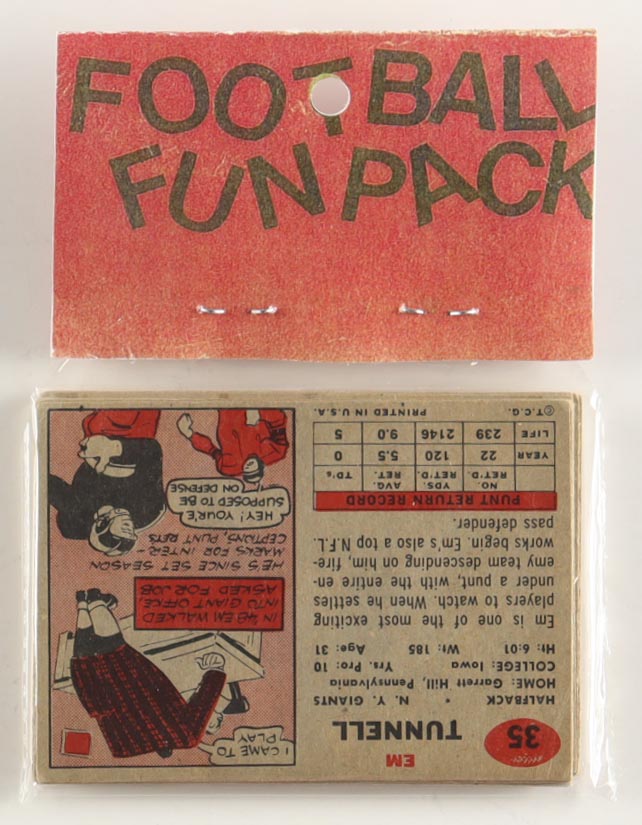 FOOTBALL
FUN PACK
35
EM
TUNNELL
HALFBACK N. Y. GIANTS
HOME: Garrett Hill, Pennsylvania
COLLEGE: Iowa Yrs. Pro: 10
Ht: 6:01 Wt: 185 Age: 31
Em is one of the most exciting
players to watch. When he settles
under a punt, with the entire en-
emy team descending on him, fire-
works begin. Em's also a top N.F.L.
pass defender.
PUNT RETURN RECORD
NO. RET'D. YDS. RET'D. AVG. RET. TD's
YEAR 22 120 5.5 0
LIFE 239 2146 9.0 5
©T.C.G. PRINTED IN U.S.A.
I CAME TO
PLAY
IN '48 EM WALKED
INTO GIANT OFFICE,
ASKED FOR JOB
HE'S SINCE SET SEASON
MARKS FOR INTER-
CEPTIONS, PUNT RETS.
HEY! YOUR'E
SUPPOSED TO BE
ON DEFENSE